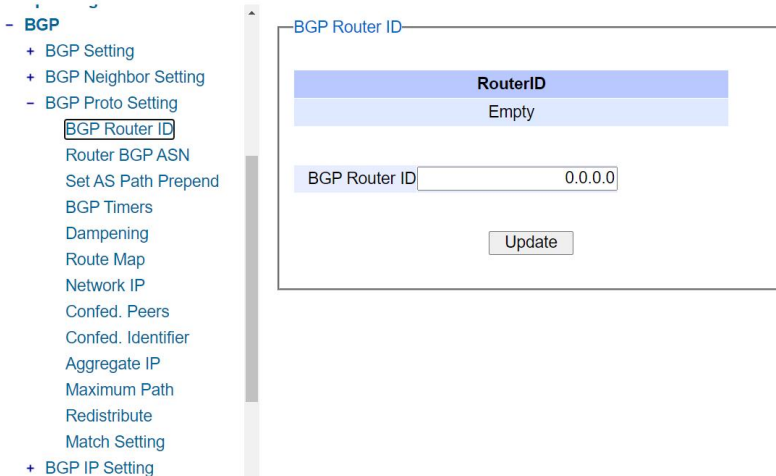 - BGP
+ BGP Setting
+ BGP Neighbor Setting
- BGP Proto Setting
BGP Router ID
Router BGP ASN
Set AS Path Prepend
BGP Timers
Dampening
Route Map
Network IP
Confed. Peers
Confed. Identifier
Aggregate IP
Maximum Path
Redistribute
Match Setting
+ BGP IP Setting
BGP Router ID
RouterID
Empty
BGP Router ID 0.0.0.0
Update